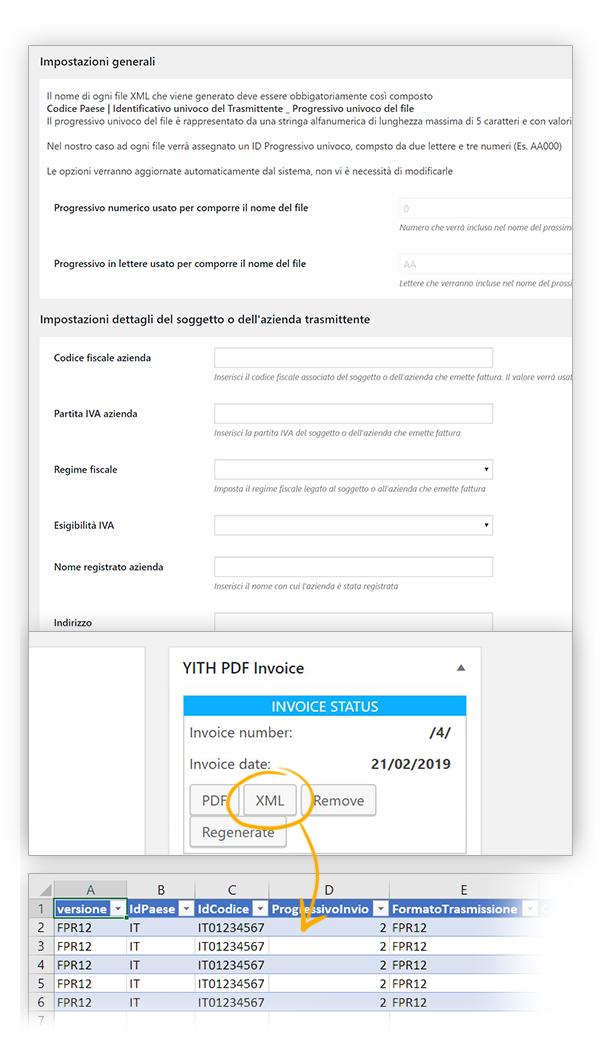 Impostazioni generali
Il nome di ogni file XML che viene generato deve essere obbigatoriamente così composto
Codice Paese | Identificativo univoco del Trasmittente _ Progressivo univoco del file
Il progressivo univoco del file è rappresentato da una stringa alfanumerica di lunghezza massima di 5 caratteri e con valori
Nel nostro caso ad ogni file verrà assegnato un ID Progressivo univoco, compsto da due lettere e tre numeri (Es. AA000)
Le opzioni verranno aggiornate automaticamente dal sistema, non vi è necessità di modificarle
Progressivo numerico usato per comporre il nome del file
0
Numero che verrà incluso nel nome del prossim
Progressivo in lettere usato per comporre il nome del file
AA
Lettere che verranno incluse nel nome del prossi
Impostazioni dettagli del soggetto o dell'azienda trasmittente
Codice fiscale azienda
Inserisci il codice fiscale associato del soggetto o dell'azienda che emette fattura. Il valore verrà usat
Partita IVA azienda
Inserisci la partita IVA del soggetto o dell'azienda che emette fattura
Regime fiscale
Imposta il regime fiscale legato al soggetto o all'azienda che emette fattura
Esigibilità IVA
Nome registrato azienda
Inserisci il nome con cui l'azienda è stata registrata
Indirizzo
YITH PDF Invoice
INVOICE STATUS
Invoice number: /4/
Invoice date: 21/02/2019
PDF XML Remove
Regenerate
A B C D E
1 versione IdPaese IdCodice ProgressivoInvio FormatoTrasmissione
2 FPR12 IT IT01234567 2 FPR12
3 FPR12 IT IT01234567 2 FPR12
4 FPR12 IT IT01234567 2 FPR12
5 FPR12 IT IT01234567 2 FPR12
6 FPR12 IT IT01234567 2 FPR12
7